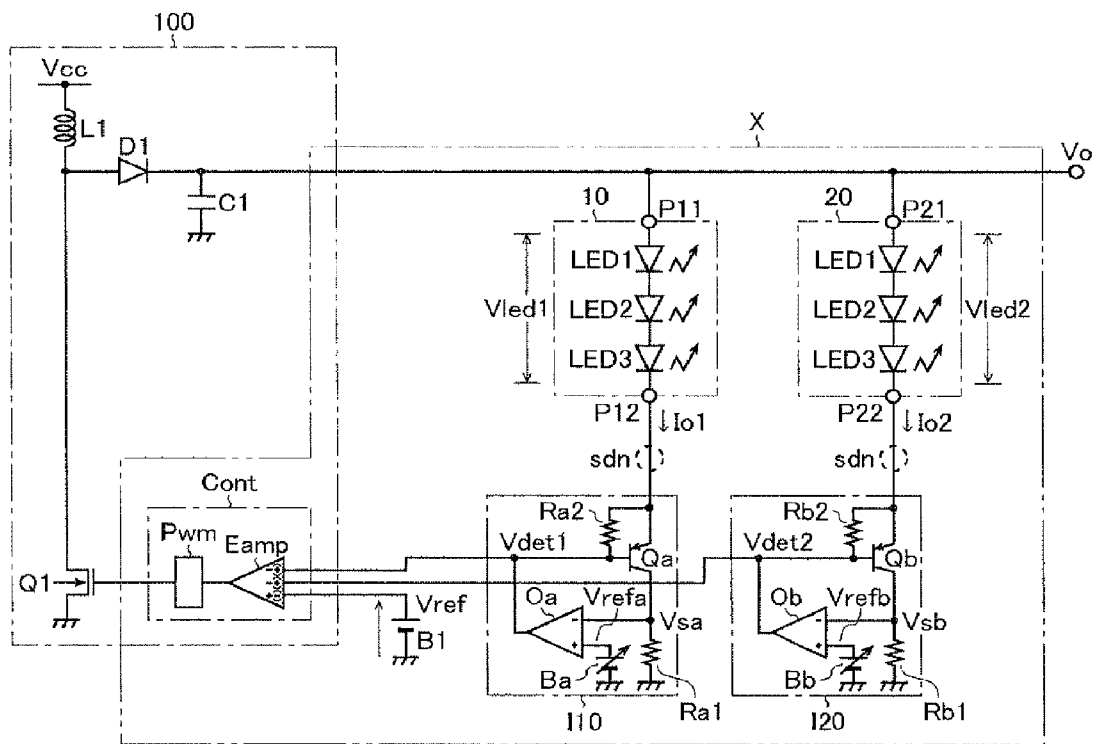 100
Vcc
L1
D1
C1
X
Vo
10
P11
20
P21
LED1
LED1
Vled1
LED2
LED2
Vled2
LED3
LED3
P12
Io1
P22
Io2
sdn
sdn
Cont
Pwm
Eamp
Ra2
Vdet1
Qa
Rb2
Vdet2
Qb
Q1
Vref
B1
Oa
Vrefa
Vsa
Ob
Vrefb
Vsb
Ba
Ra1
I10
Bb
Rb1
I20